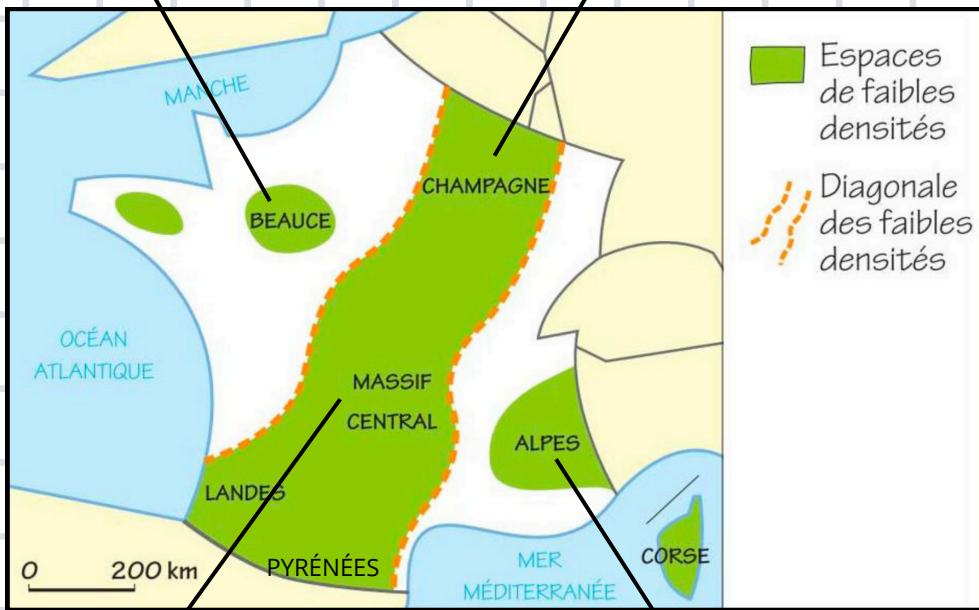 MANCHE
CHAMPAGNE
BEAUCE
OCÉAN
ATLANTIQUE
MASSIF
CENTRAL
ALPES
LANDES
PYRÉNÉES
MER
MÉDITERRANÉE
CORSE
0 200 km
Espaces
de faibles
densités
Diagonale
des faibles
densités